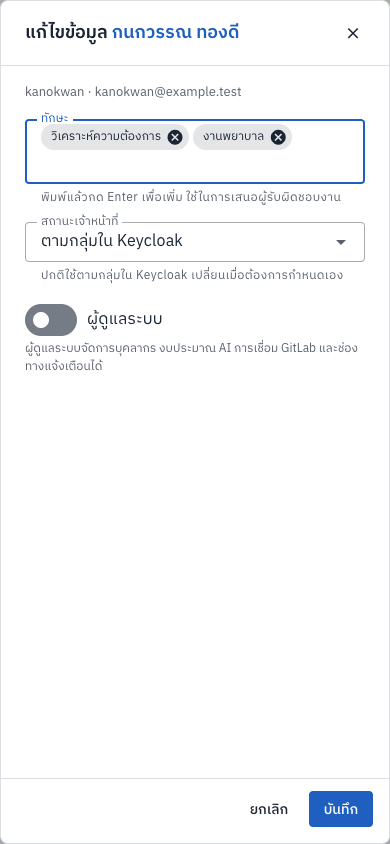 แก้ไขข้อมูล กนกวรรณ ทองดี
kanokwan · kanokwan@example.test
ทักษะ
วิเคราะห์ความต้องการ งานพยาบาล
พิมพ์แล้วกด Enter เพื่อเพิ่ม ใช้ในการเสนอผู้รับผิดชอบงาน
สถานะเจ้าหน้าที่
ตามกลุ่มใน Keycloak
ปกติใช้ตามกลุ่มใน Keycloak เปลี่ยนเมื่อต้องการกำหนดเอง
ผู้ดูแลระบบ
ผู้ดูแลระบบจัดการบุคลากร งบประมาณ AI การเชื่อม GitLab และช่อง
ทางแจ้งเตือนได้
ยกเลิก บันทึก